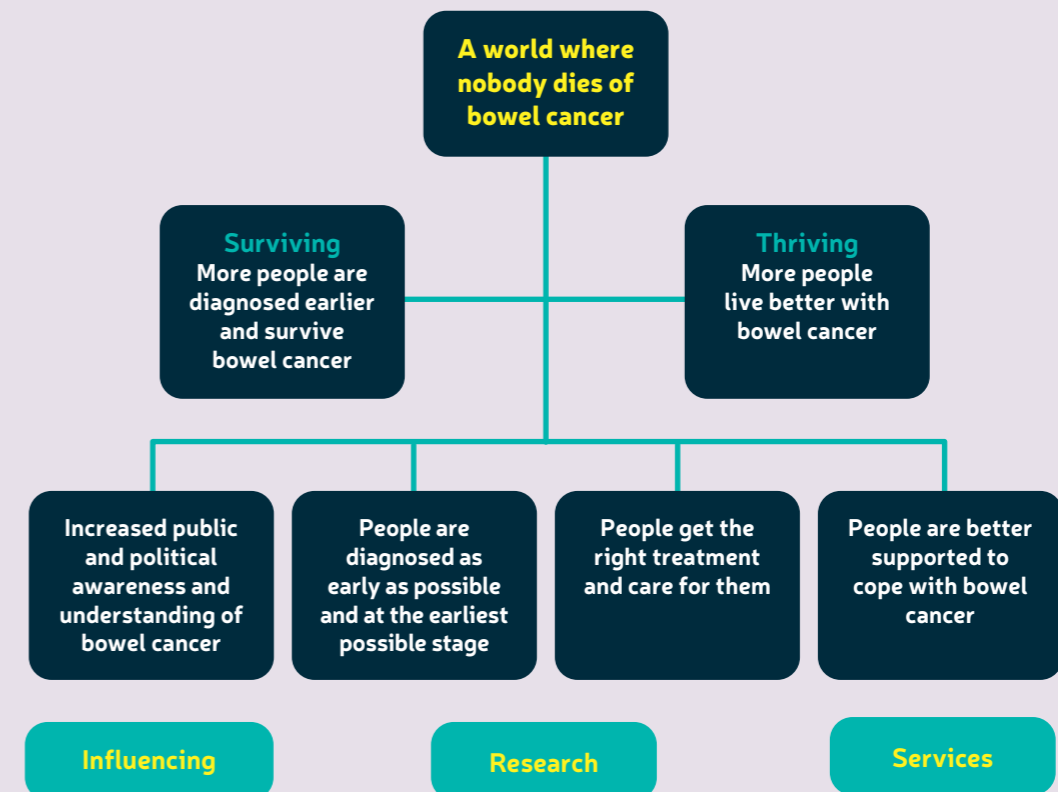 A world where
nobody dies of
bowel cancer
Surviving
More people are
diagnosed earlier
and survive
bowel cancer
Thriving
More people
live better with
bowel cancer
Increased public
and political
awareness and
understanding of
bowel cancer
People are
diagnosed as
early as possible
and at the earliest
possible stage
People get the
right treatment
and care for them
People are better
supported to
cope with bowel
cancer
Influencing
Research
Services